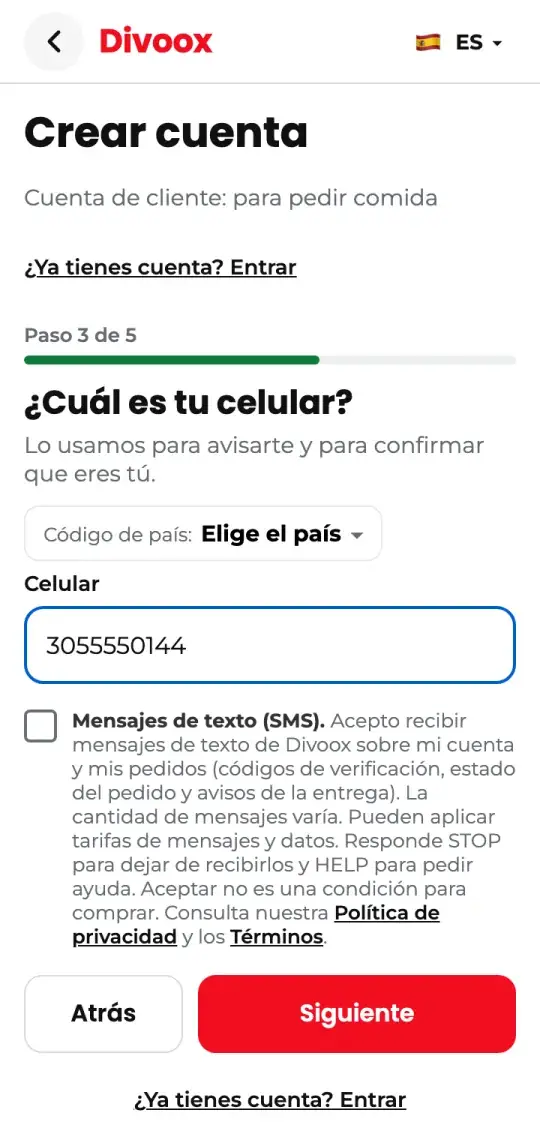 Divoox
ES
Crear cuenta
Cuenta de cliente: para pedir comida
¿Ya tienes cuenta? Entrar
Paso 3 de 5
¿Cuál es tu celular?
Lo usamos para avisarte y para confirmar
que eres tú.
Código de país: Elige el país
Celular
3055550144
Mensajes de texto (SMS). Acepto recibir
mensajes de texto de Divoox sobre mi cuenta
y mis pedidos (códigos de verificación, estado
del pedido y avisos de la entrega). La
cantidad de mensajes varía. Pueden aplicar
tarifas de mensajes y datos. Responde STOP
para dejar de recibirlos y HELP para pedir
ayuda. Aceptar no es una condición para
comprar. Consulta nuestra Política de
privacidad y los Términos.
Atrás
Siguiente
¿Ya tienes cuenta? Entrar